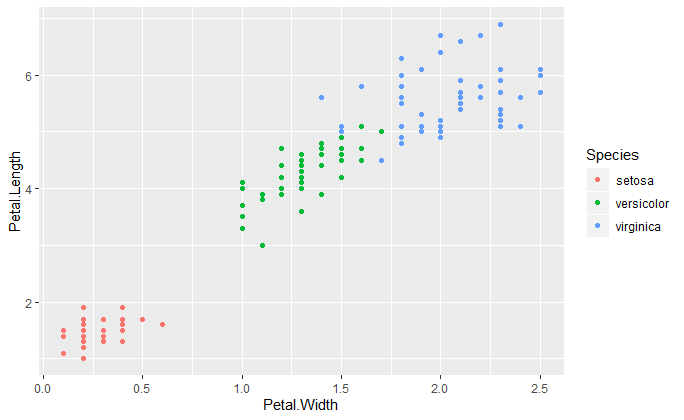 Petal.Length
6
4
2
0.0 0.5 1.0 1.5 2.0 2.5
Petal.Width
Species
setosa
versicolor
virginica